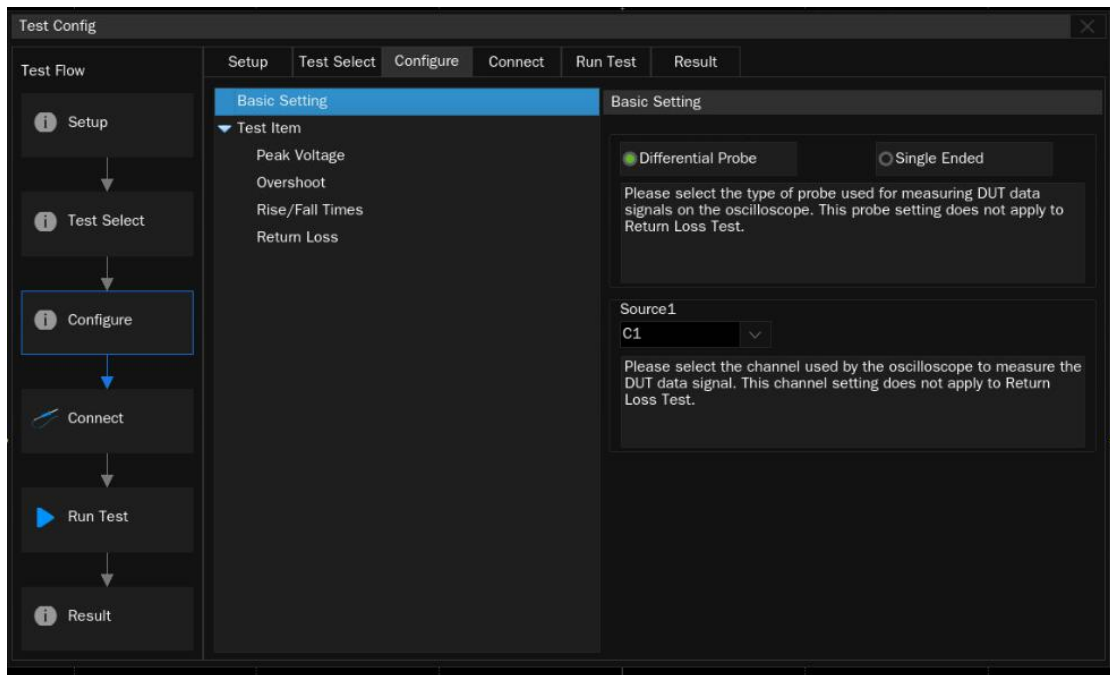 Test Config
Test Flow
Setup
Test Select
Configure
Connect
Run Test
Result
Setup Test Select Configure Connect Run Test Result
Basic Setting
Test Item
Peak Voltage
Overshoot
Rise/Fall Times
Return Loss
Basic Setting
Differential Probe Single Ended
Please select the type of probe used for measuring DUT data
signals on the oscilloscope. This probe setting does not apply to
Return Loss Test.
Source1
C1
Please select the channel used by the oscilloscope to measure the
DUT data signal. This channel setting does not apply to Return
Loss Test.